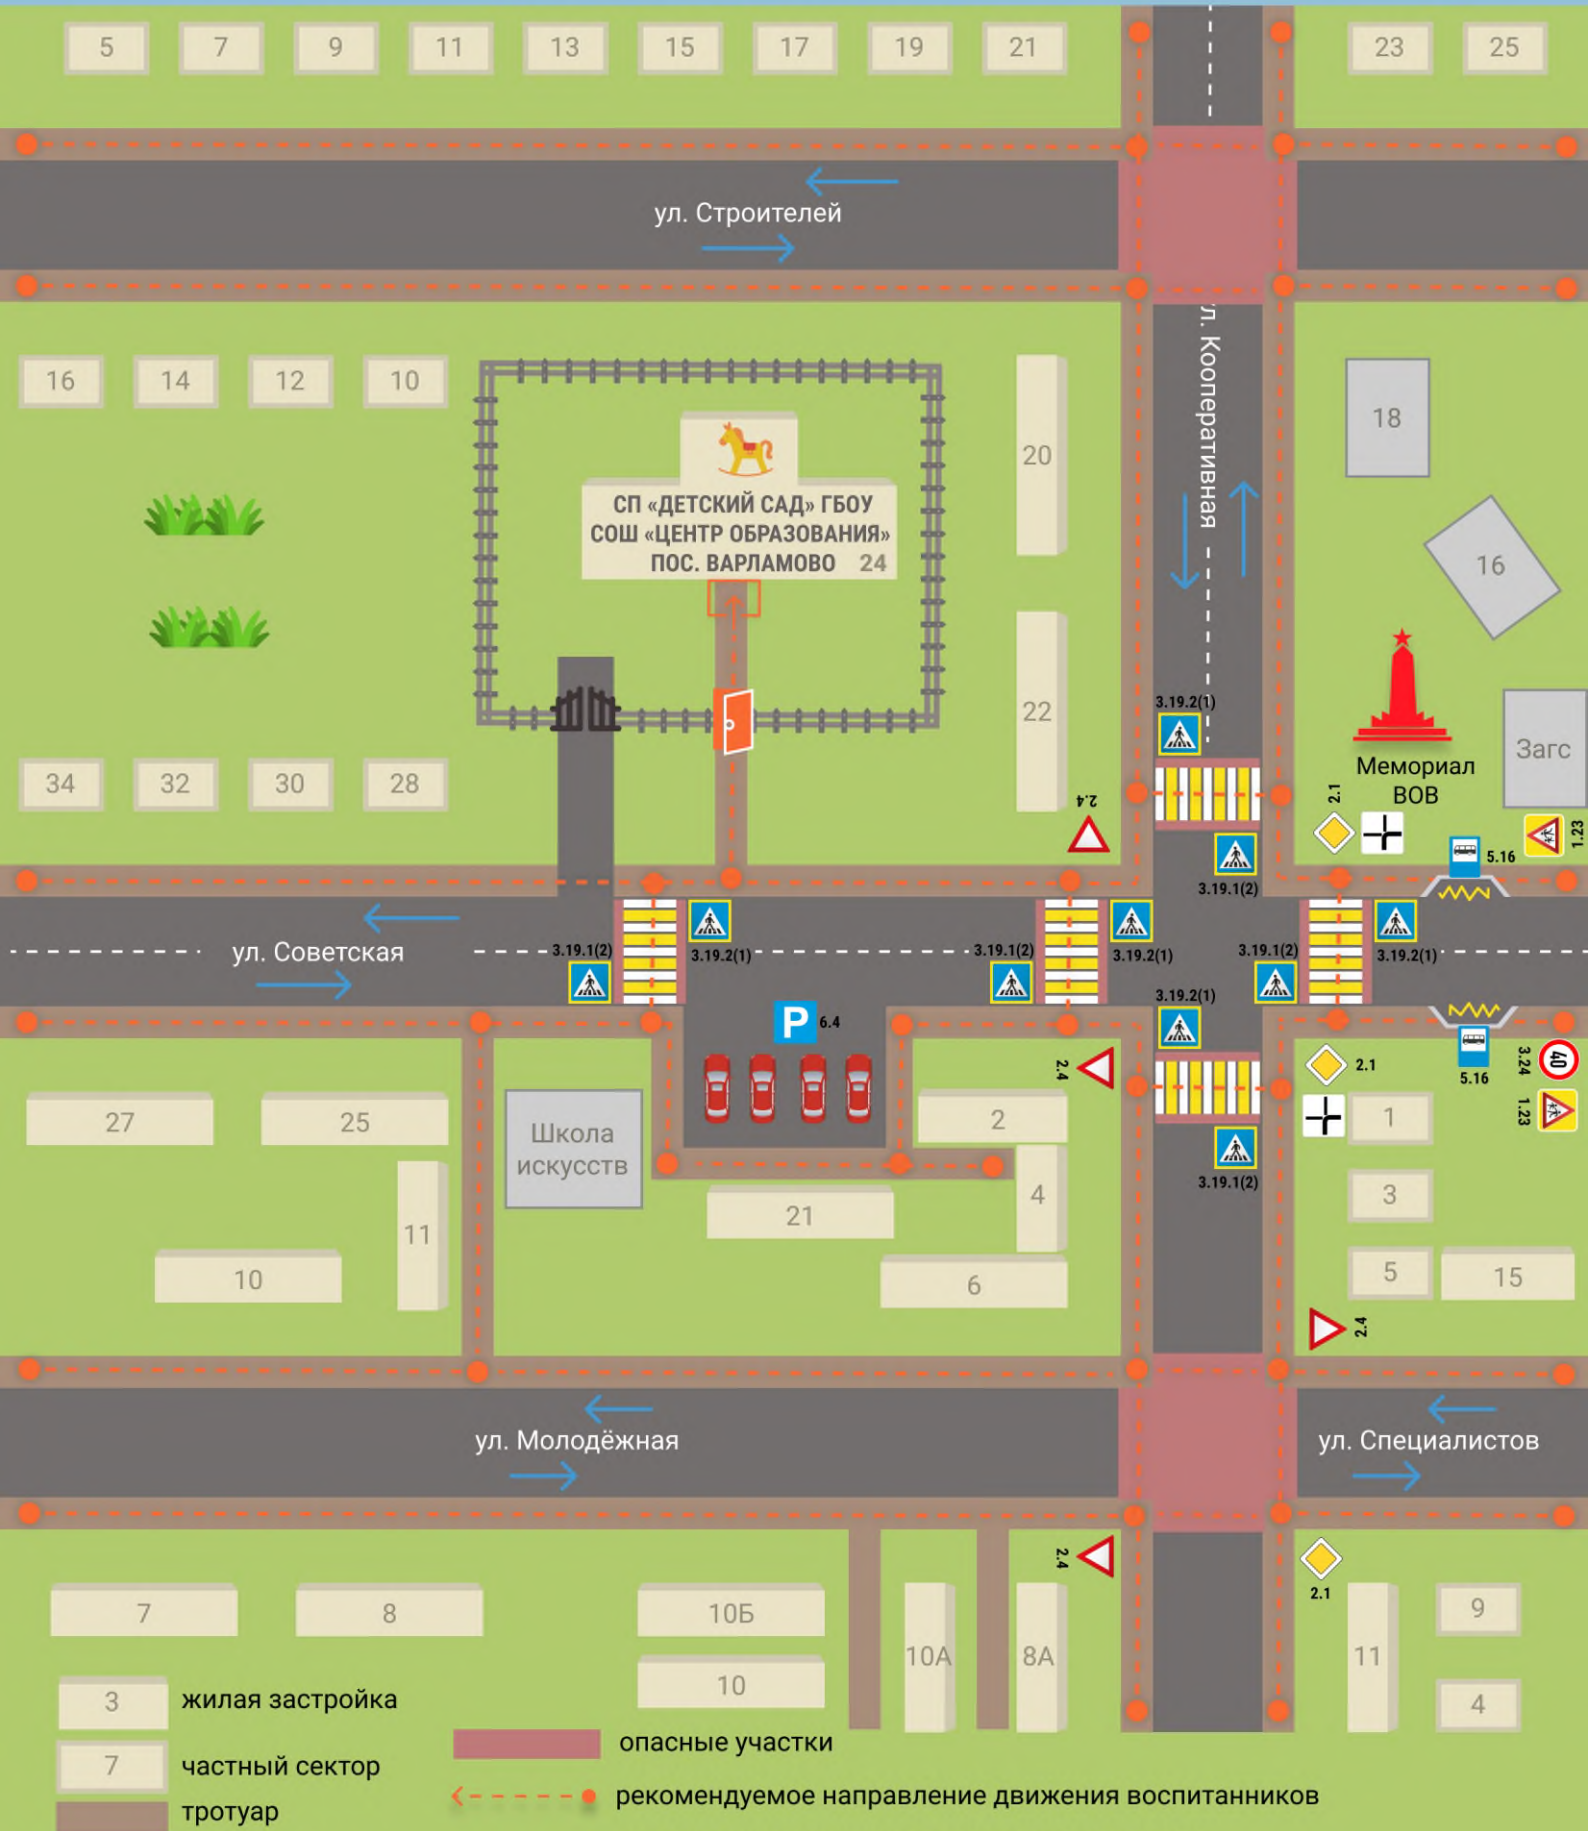 5
7
9
11
13
15
17
19
21
23
25
ул. Строителей
16
14
12
10
20
ул. Кооперативная
18
16
СП «ДЕТСКИЙ САД» ГБОУ
СОШ «ЦЕНТР ОБРАЗОВАНИЯ»
ПОС. ВАРЛАМОВО 24
22
3.19.2(1)
Мемориал
ВОВ
Загс
34
32
30
28
2.4
2.1
1.23
5.16
3.19.1(2)
ул. Советская
3.19.1(2)
3.19.2(1)
3.19.1(2)
3.19.2(1)
3.19.1(2)
3.19.2(1)
3.19.2(1)
P 6.4
2.4
2.1
5.16
3.24
40
1.23
27
25
Школа
искусств
2
1
3.19.1(2)
11
21
4
3
10
6
5
15
2.4
ул. Молодёжная
ул. Специалистов
2.4
2.1
7
8
10Б
10
10А
8А
11
9
4
3 жилая застройка
7 частный сектор
тротуар
опасные участки
рекомендуемое направление движения воспитанников